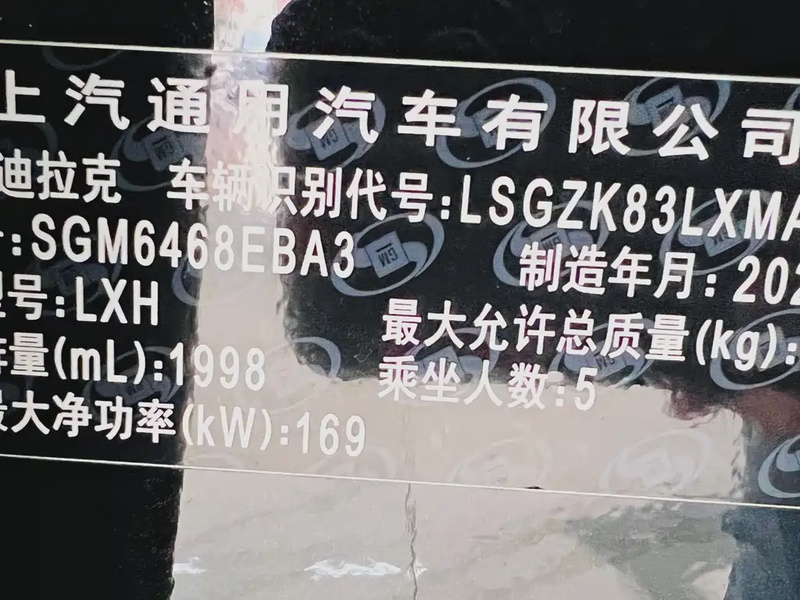 上汽通用汽车有限公司
迪拉克 车辆识别代号:LSGZK83LXMA
:SGM6468EBA3 制造年月:202
型号:LXH 最大允许总质量(kg):
排量(mL):1998 乘坐人数:5
最大净功率(kW):169